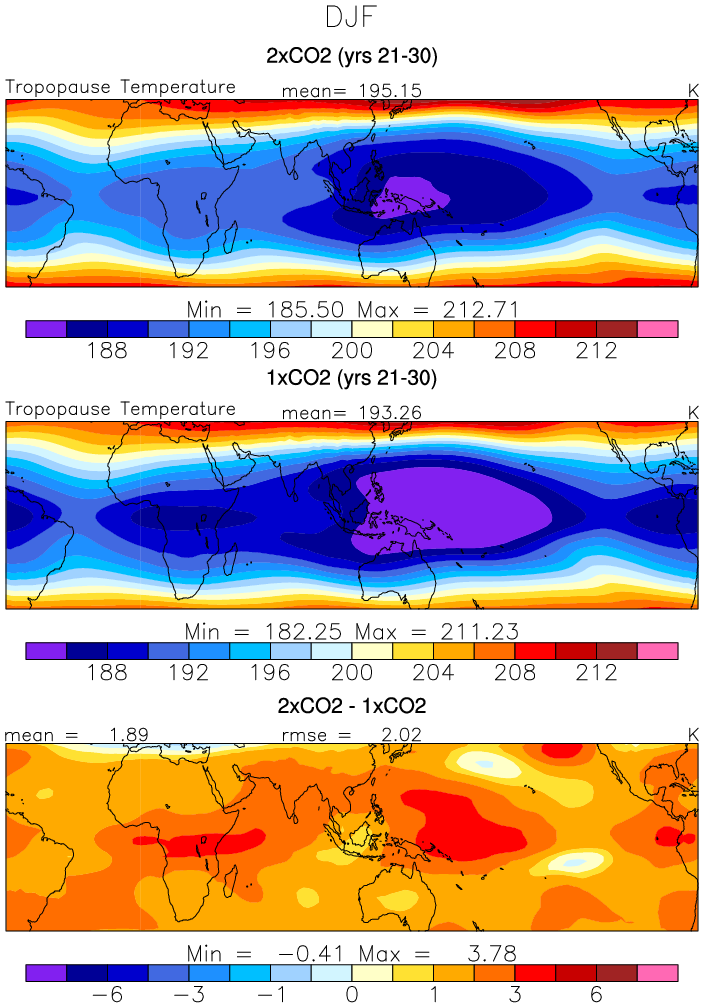 DJF
2xCO2 (yrs 21-30)
Tropopause Temperature mean= 195.15 K
Min = 185.50 Max = 212.71
188 192 196 200 204 208 212
1xCO2 (yrs 21-30)
Tropopause Temperature mean= 193.26 K
Min = 182.25 Max = 211.23
188 192 196 200 204 208 212
2xCO2 - 1xCO2
mean = 1.89 rmse = 2.02 K
Min = −0.41 Max = 3.78
−6 −3 −1 0 1 3 6